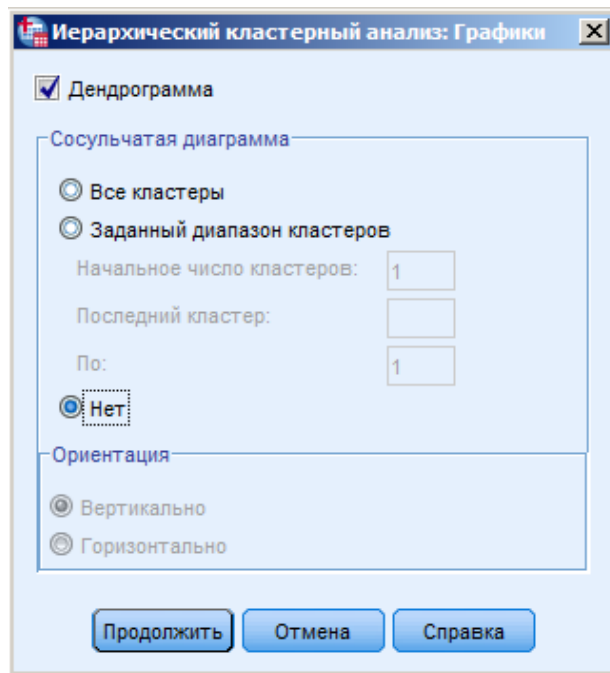 Иерархический кластерный анализ: Графики
Дендрограмма
Сосульчатая диаграмма
Все кластеры
Заданный диапазон кластеров
Начальное число кластеров: 1
Последний кластер:
По: 1
Нет
Ориентация
Вертикально
Горизонтально
Продолжить Отмена Справка